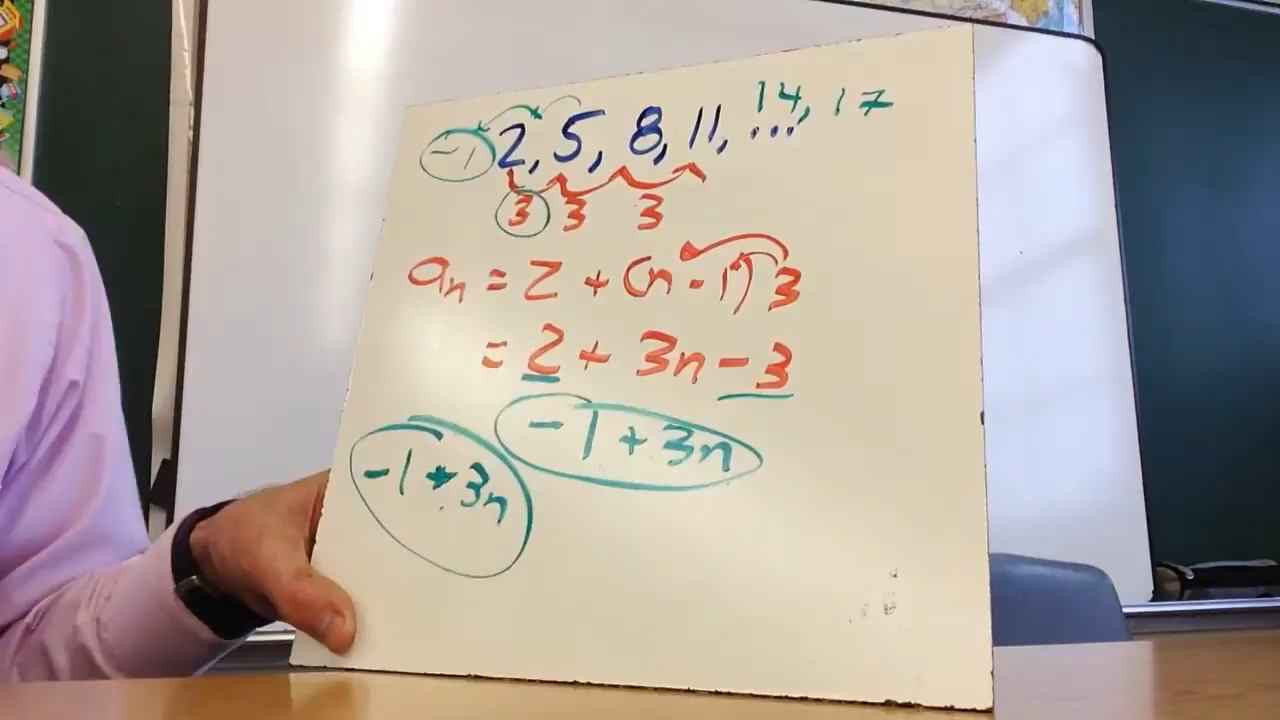 -1 2, 5, 8, 11, ... 14, 17
3 3 3
an = 2 + (n - 1) 3
= 2 + 3n - 3
-1 + 3n
-1 + 3n